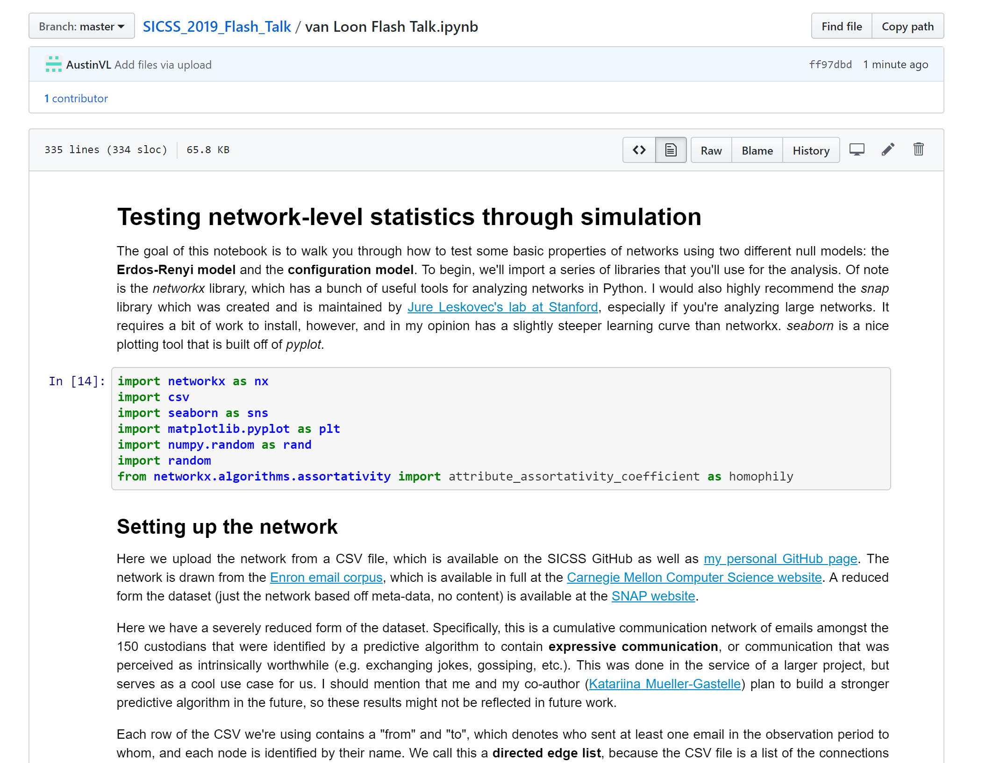 Branch: master SICSS_2019_Flash_Talk / van Loon Flash Talk.ipynb Find file Copy path
AustinVL Add files via upload ff97dbd 1 minute ago
1 contributor
335 lines (334 sloc) 65.8 KB <> Raw Blame History
Testing network-level statistics through simulation
The goal of this notebook is to walk you through how to test some basic properties of networks using two different null models: the
Erdos-Renyi model and the configuration model. To begin, we'll import a series of libraries that you'll use for the analysis. Of note
is the networkx library, which has a bunch of useful tools for analyzing networks in Python. I would also highly recommend the snap
library which was created and is maintained by Jure Leskovec's lab at Stanford, especially if you're analyzing large networks. It
requires a bit of work to install, however, and in my opinion has a slightly steeper learning curve than networkx. seaborn is a nice
plotting tool that is built off of pyplot.
In [14]: import networkx as nx
import csv
import seaborn as sns
import matplotlib.pyplot as plt
import numpy.random as rand
import random
from networkx.algorithms.assortativity import attribute_assortativity_coefficient as homophily
Setting up the network
Here we upload the network from a CSV file, which is available on the SICSS GitHub as well as my personal GitHub page. The
network is drawn from the Enron email corpus, which is available in full at the Carnegie Mellon Computer Science website. A reduced
form the dataset (just the network based off meta-data, no content) is available at the SNAP website.
Here we have a severely reduced form of the dataset. Specifically, this is a cumulative communication network of emails amongst the
150 custodians that were identified by a predictive algorithm to contain expressive communication, or communication that was
perceived as intrinsically worthwhile (e.g. exchanging jokes, gossiping, etc.). This was done in the service of a larger project, but
serves as a cool use case for us. I should mention that me and my co-author (Katariina Mueller-Gastelle) plan to build a stronger
predictive algorithm in the future, so these results might not be reflected in future work.
Each row of the CSV we're using contains a "from" and "to", which denotes who sent at least one email in the observation period to
whom, and each node is identified by their name. We call this a directed edge list, because the CSV file is a list of the connections